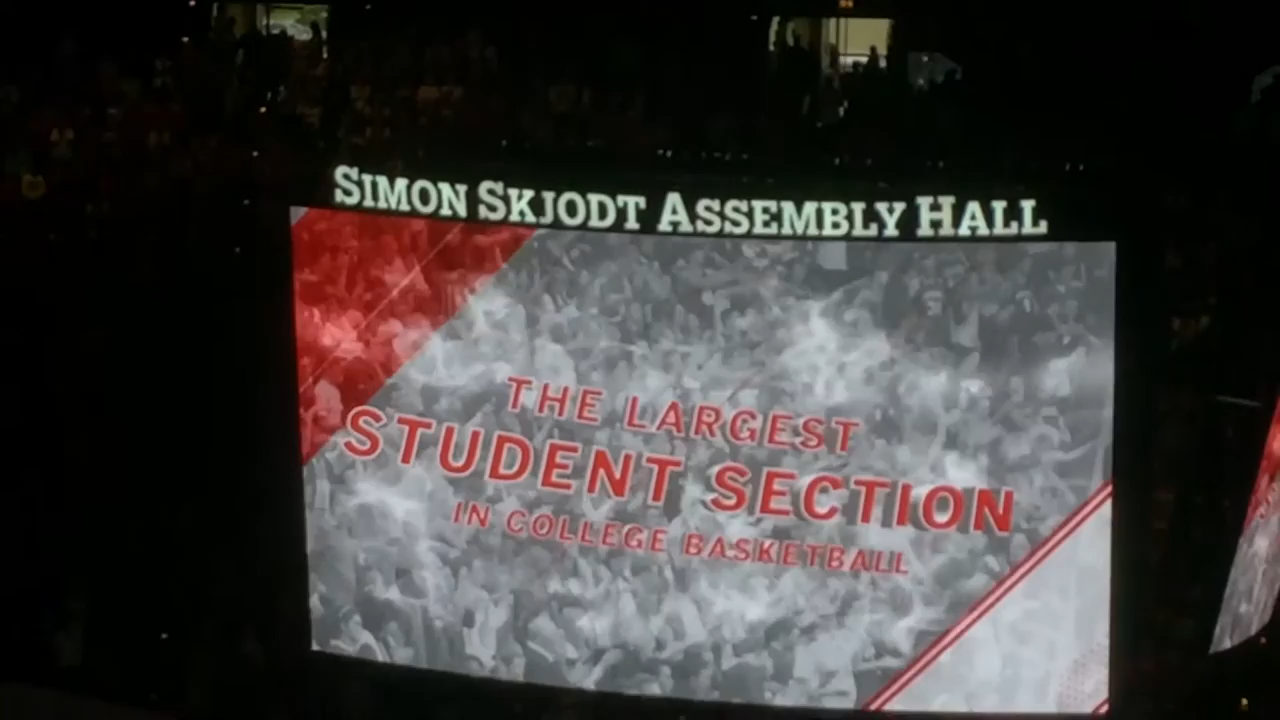 SIMON SKJODT ASSEMBLY HALL
THE LARGEST
STUDENT SECTION
IN COLLEGE BASKETBALL